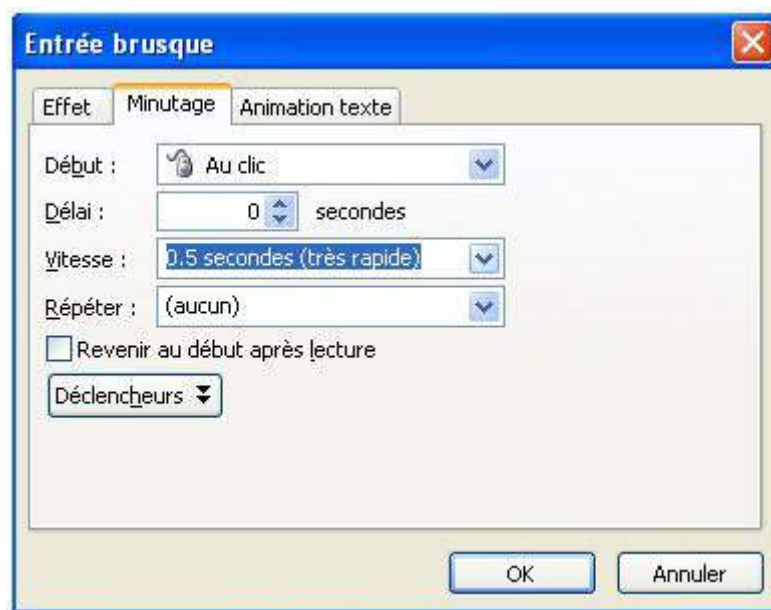 Entrée brusque
Effet Minutage Animation texte
Début : Au clic
Délai : 0 secondes
Vitesse : 0.5 secondes (très rapide)
Répéter : (aucun)
Revenir au début après lecture
Déclencheurs
OK Annuler